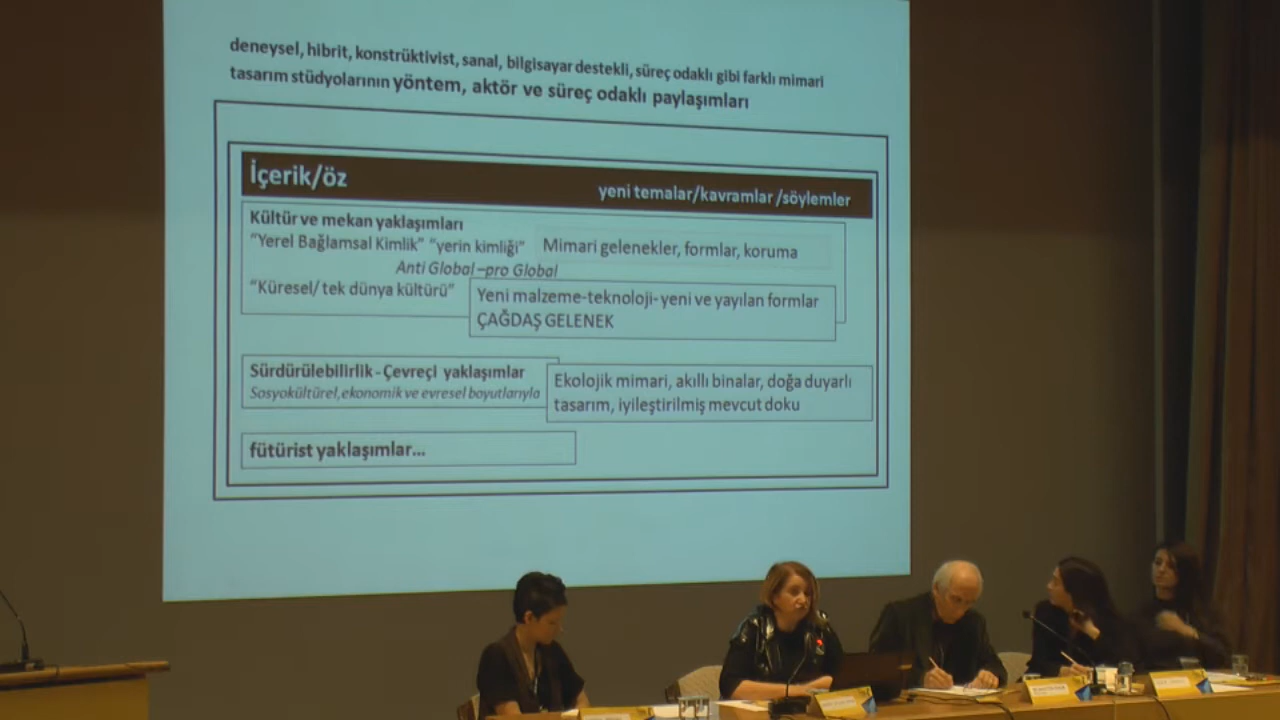 deneysel, hibrit, konstrüktivist, sanal, bilgisayar destekli, süreç odaklı gibi farklı mimari
tasarım stüdyolarının yöntem, aktör ve süreç odaklı paylaşımları
İçerik/öz
yeni temalar/kavramlar /söylemler
Kültür ve mekan yaklaşımları
"Yerel Bağlamsal Kimlik" "yerin kimliği"
Mimari gelenekler, formlar, koruma
Anti Global –pro Global
"Küresel/ tek dünya kültürü"
Yeni malzeme-teknoloji- yeni ve yayılan formlar
ÇAĞDAŞ GELENEK
Sürdürülebilirlik - Çevreçi yaklaşımlar
Sosyokültürel, ekonomik ve evresel boyutlarıyla
Ekolojik mimari, akıllı binalar, doğa duyarlı
tasarım, iyileştirilmiş mevcut doku
fütürist yaklaşımlar...